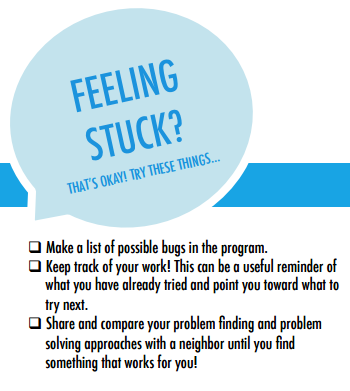 FEELING
STUCK?
THAT'S OKAY! TRY THESE THINGS...
❑ Make a list of possible bugs in the program.
❑ Keep track of your work! This can be a useful reminder of
what you have already tried and point you toward what to
try next.
❑ Share and compare your problem finding and problem
solving approaches with a neighbor until you find
something that works for you!